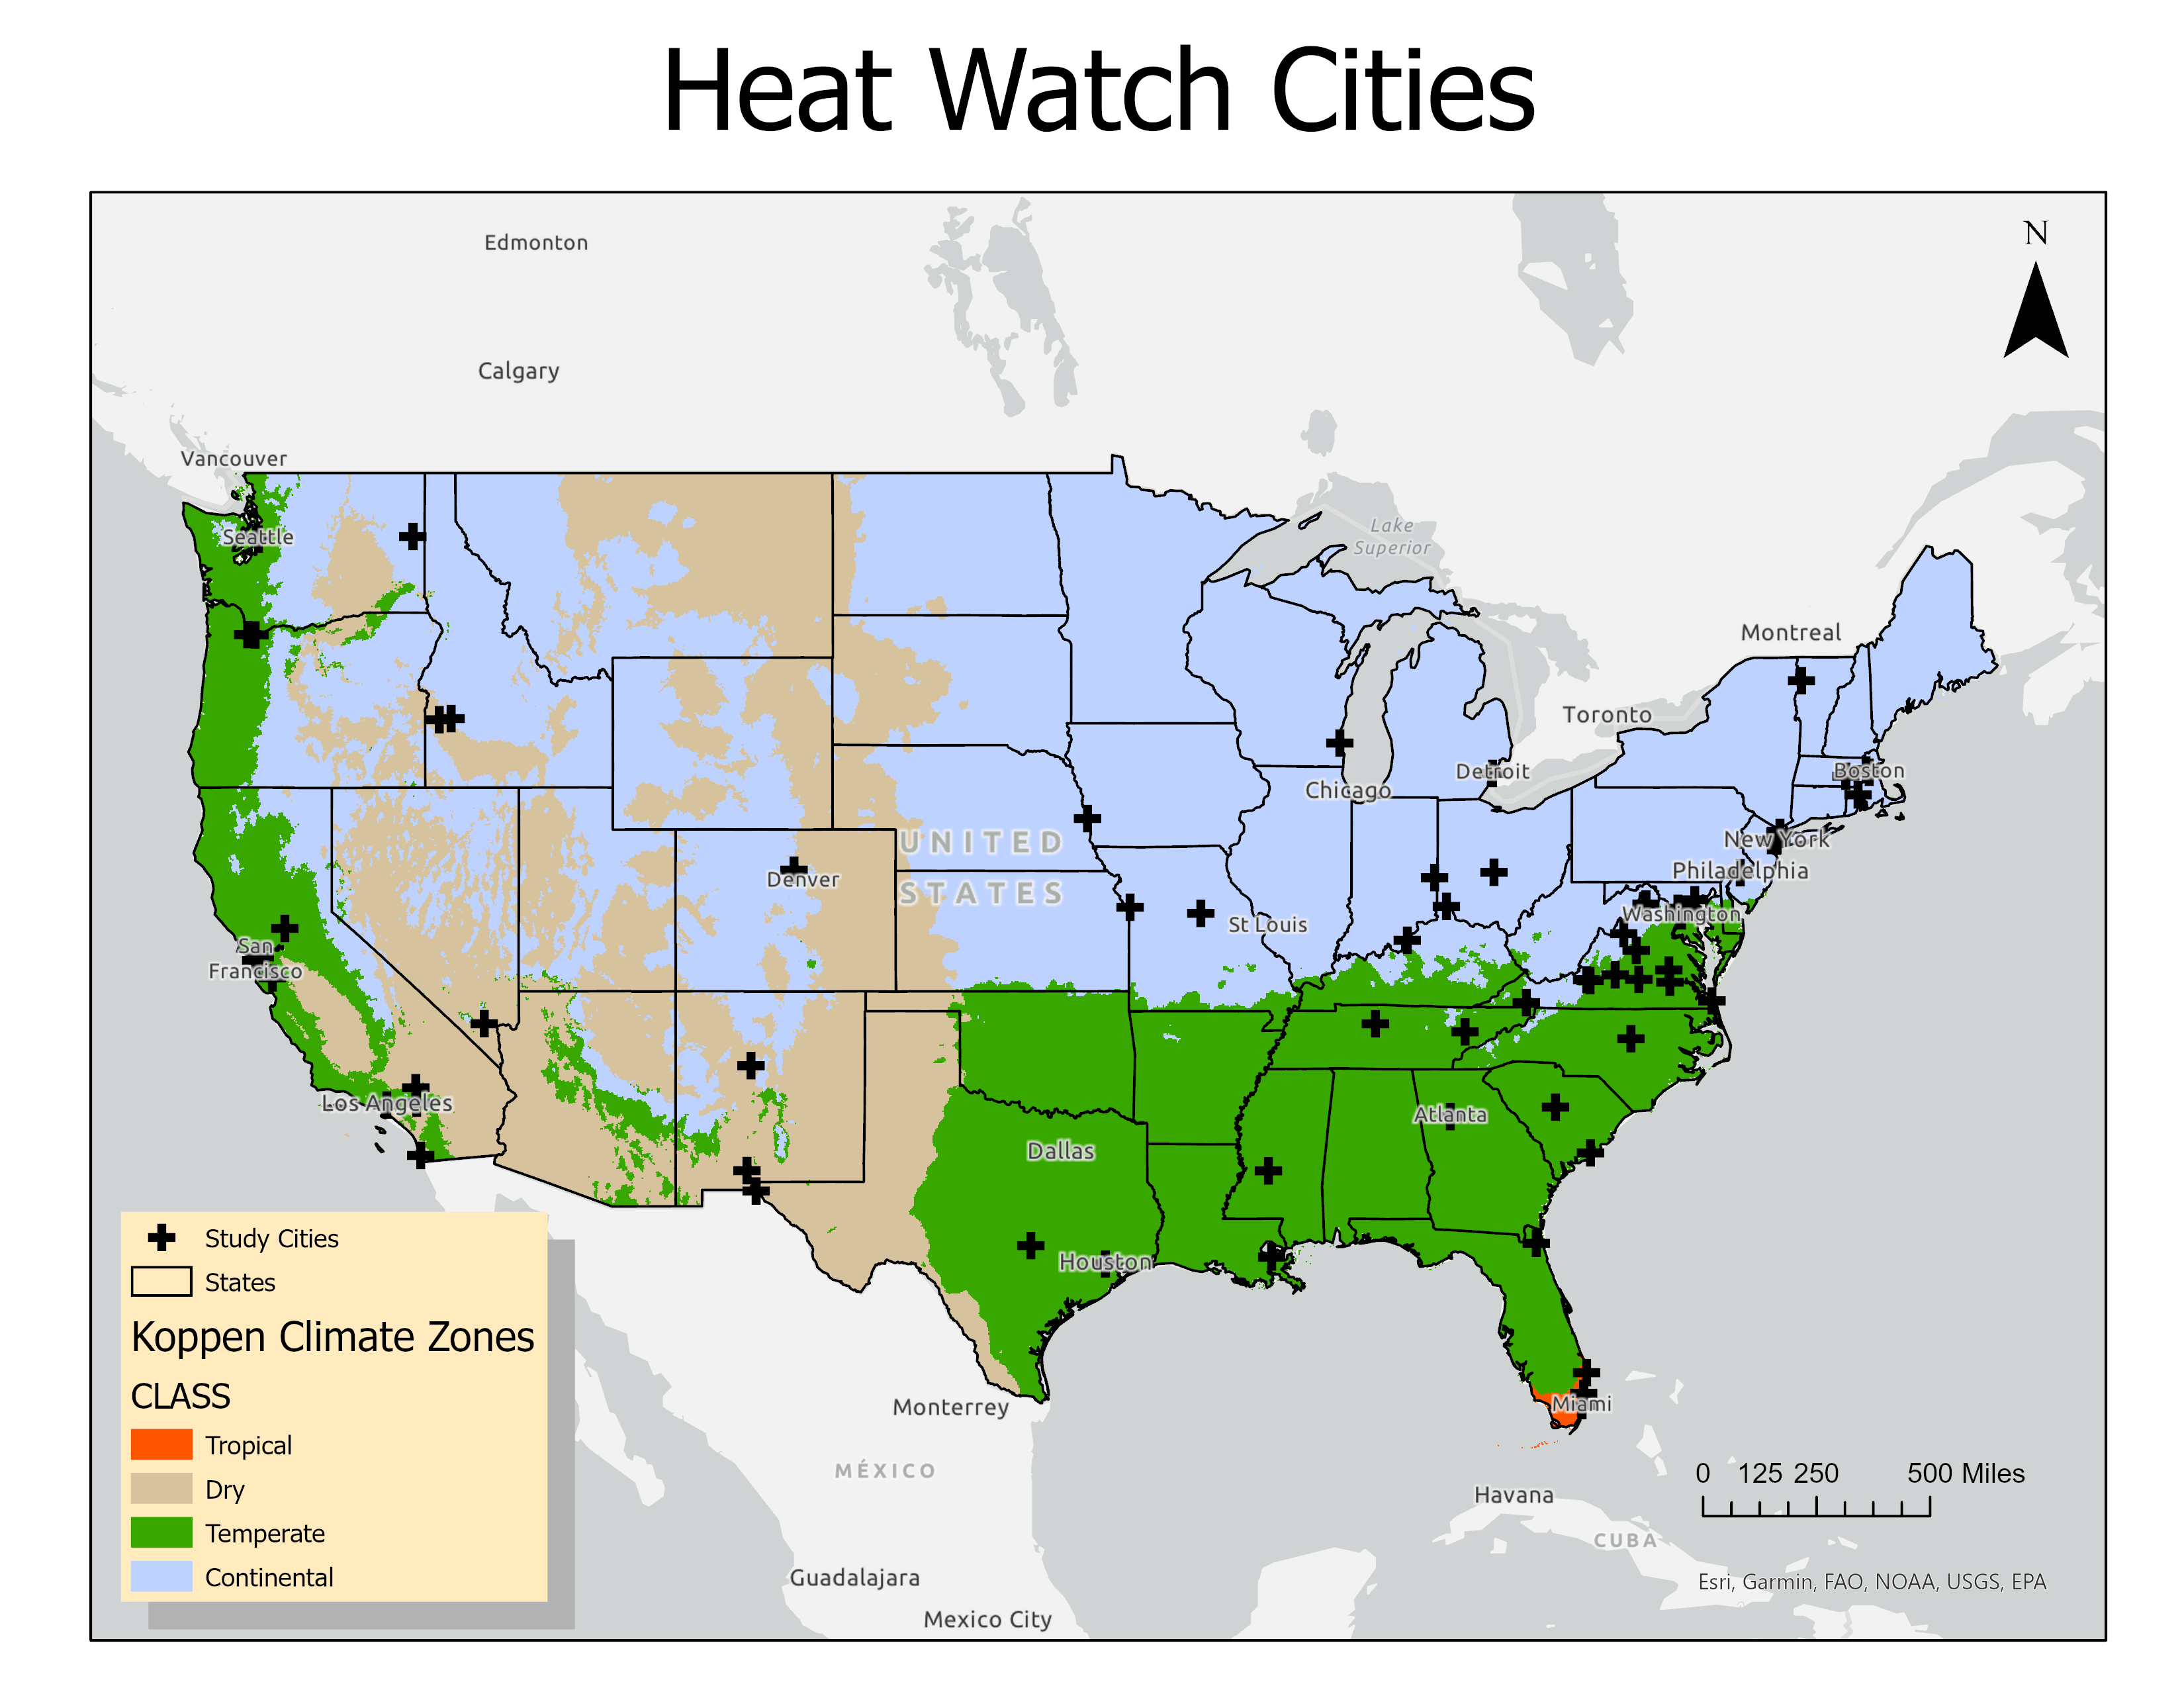 Heat Watch Cities
Edmonton
N
Calgary
Vancouver
Seattle
Lake
Superior
Montreal
Toronto
Detroit
Boston
Chicago
UNITED
New York
Denver
Philadelphia
STATES
Washington
St Louis
San
Francisco
Los Angeles
Atlanta
Dallas
Houston
Study Cities
States
Koppen Climate Zones
CLASS
Tropical
Dry
Temperate
Continental
Monterrey
Miami
MÉXICO
0 125 250 500 Miles
Havana
CUBA
Guadalajara
Esri, Garmin, FAO, NOAA, USGS, EPA
Mexico City